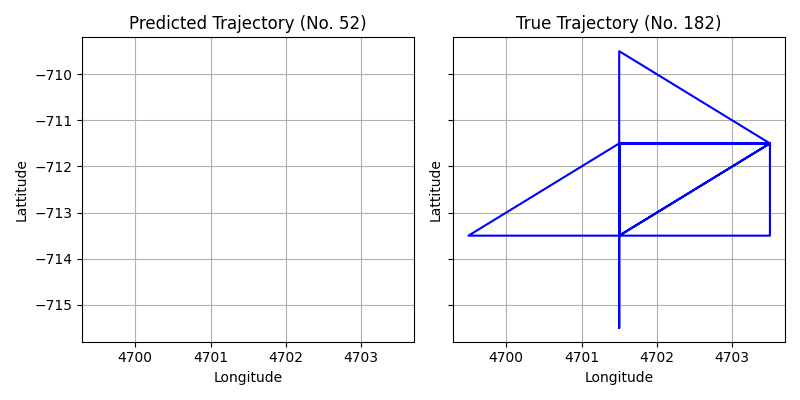 Predicted Trajectory (No. 52)
True Trajectory (No. 182)
−710
−711
−712
−713
−714
−715
Lattitude
Lattitude
4700 4701 4702 4703
4700 4701 4702 4703
Longitude
Longitude